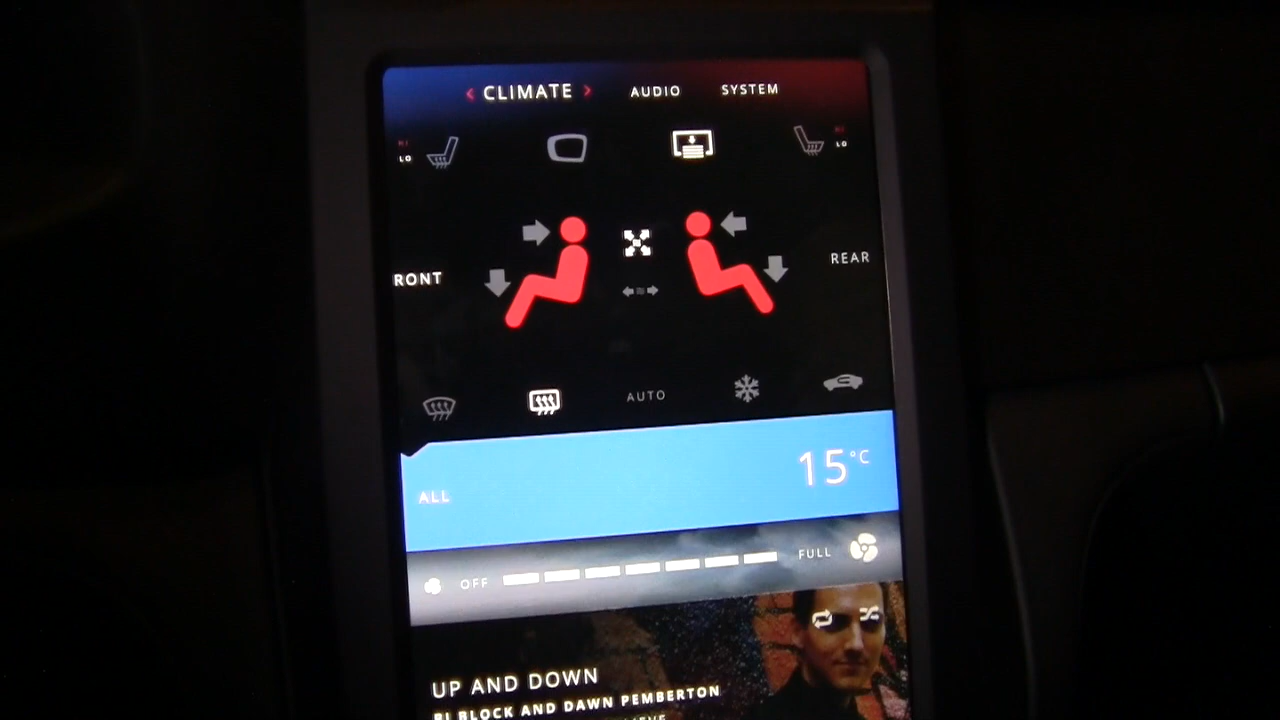 ‹ CLIMATE › AUDIO SYSTEM
HI HI
LO LO
RONT REAR
AUTO
ALL 15°C
OFF FULL
UP AND DOWN
BLOCK AND DAWN PEMBERTON